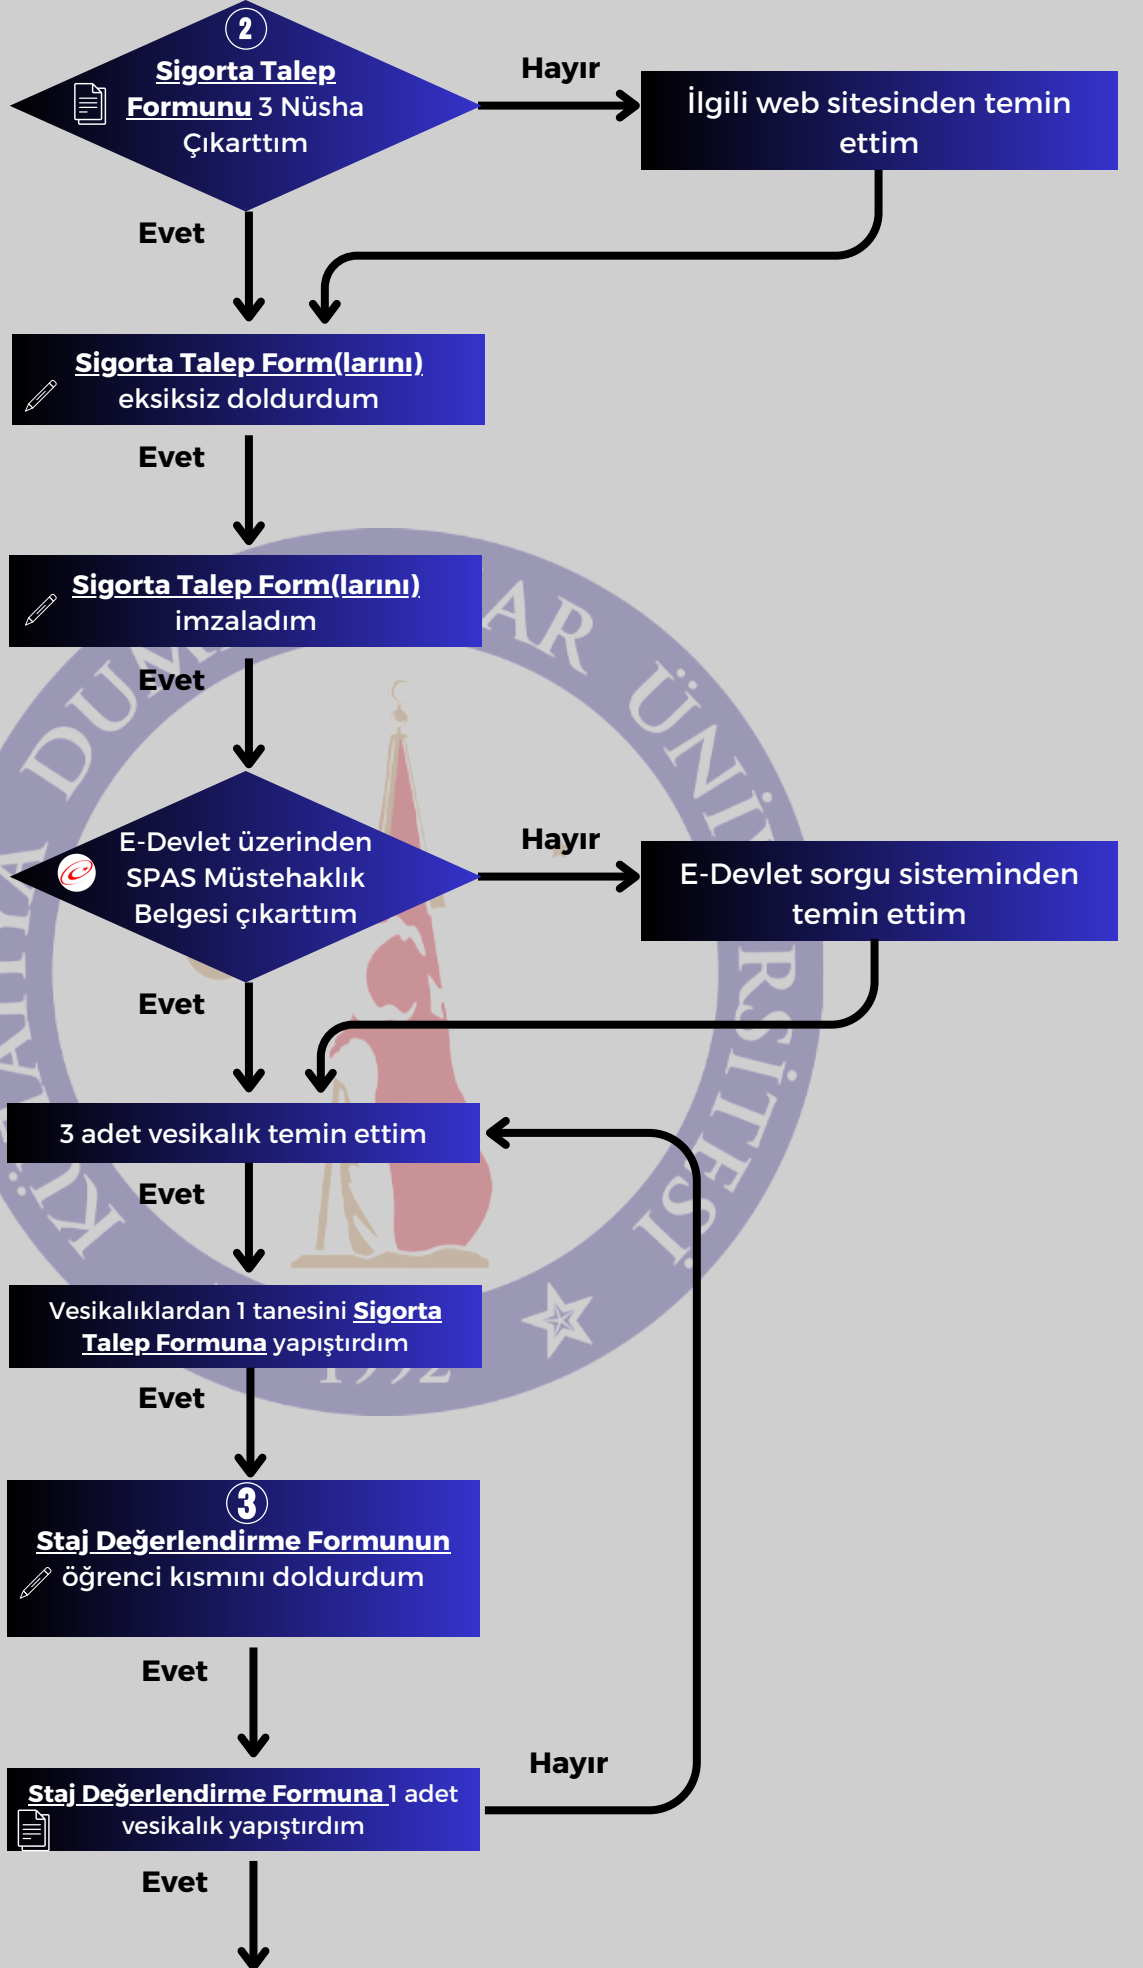 2
Sigorta Talep
Formunu 3 Nüsha
Çıkarttım
Hayır
İlgili web sitesinden temin
ettim
Evet
Sigorta Talep Form(larını)
eksiksiz doldurdum
Evet
Sigorta Talep Form(larını)
imzaladım
Evet
E-Devlet üzerinden
SPAS Müstehaklık
Belgesi çıkarttım
Hayır
E-Devlet sorgu sisteminden
temin ettim
Evet
3 adet vesikalık temin ettim
Evet
Vesikalıklardan 1 tanesini Sigorta
Talep Formuna yapıştırdım
Evet
3
Staj Değerlendirme Formunun
öğrenci kısmını doldurdum
Evet
Hayır
Staj Değerlendirme Formuna 1 adet
vesikalık yapıştırdım
Evet
1992